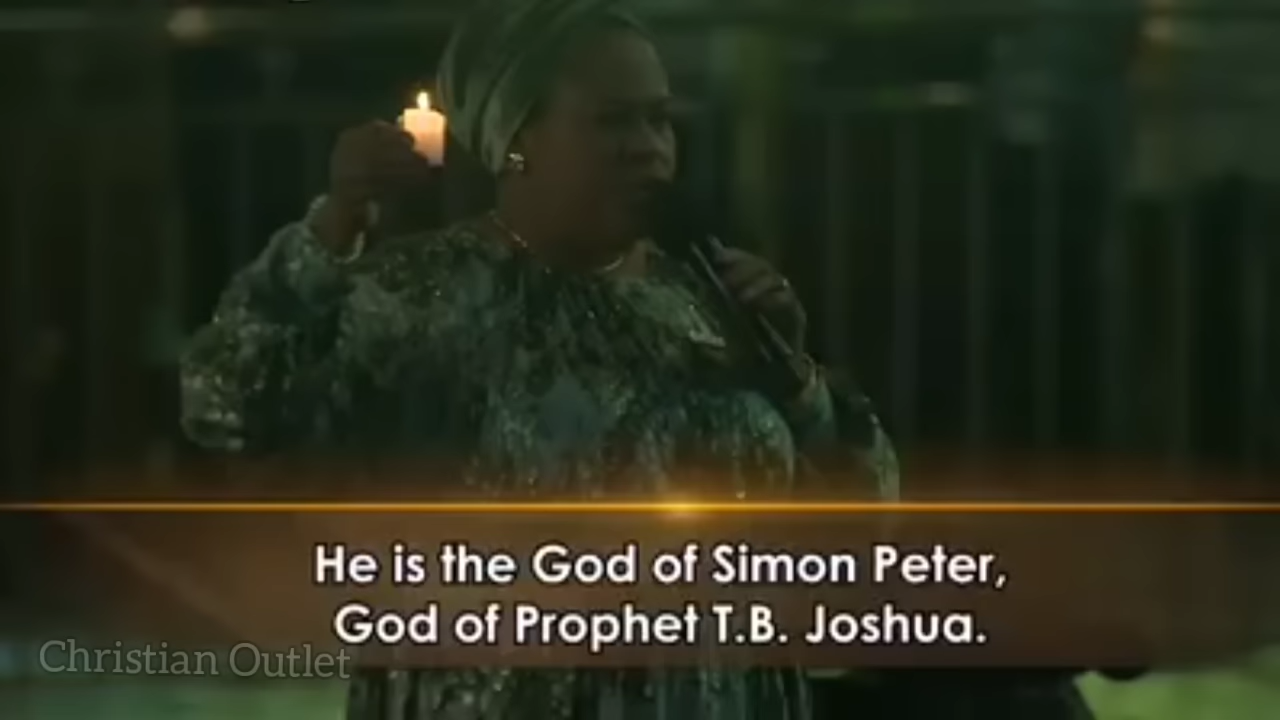 He is the God of Simon Peter,
God of Prophet T.B. Joshua.
Christian Outlet